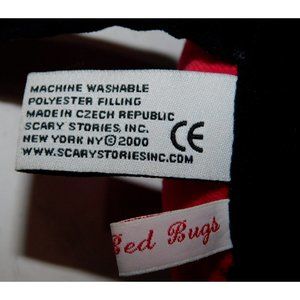 MACHINE WASHABLE
POLYESTER FILLING
MADE IN CZECH REPUBLIC
SCARY STORIES, INC.
NEW YORK NY©2000
WWW.SCARYSTORIESINC.COM
CE
Bed Bugs